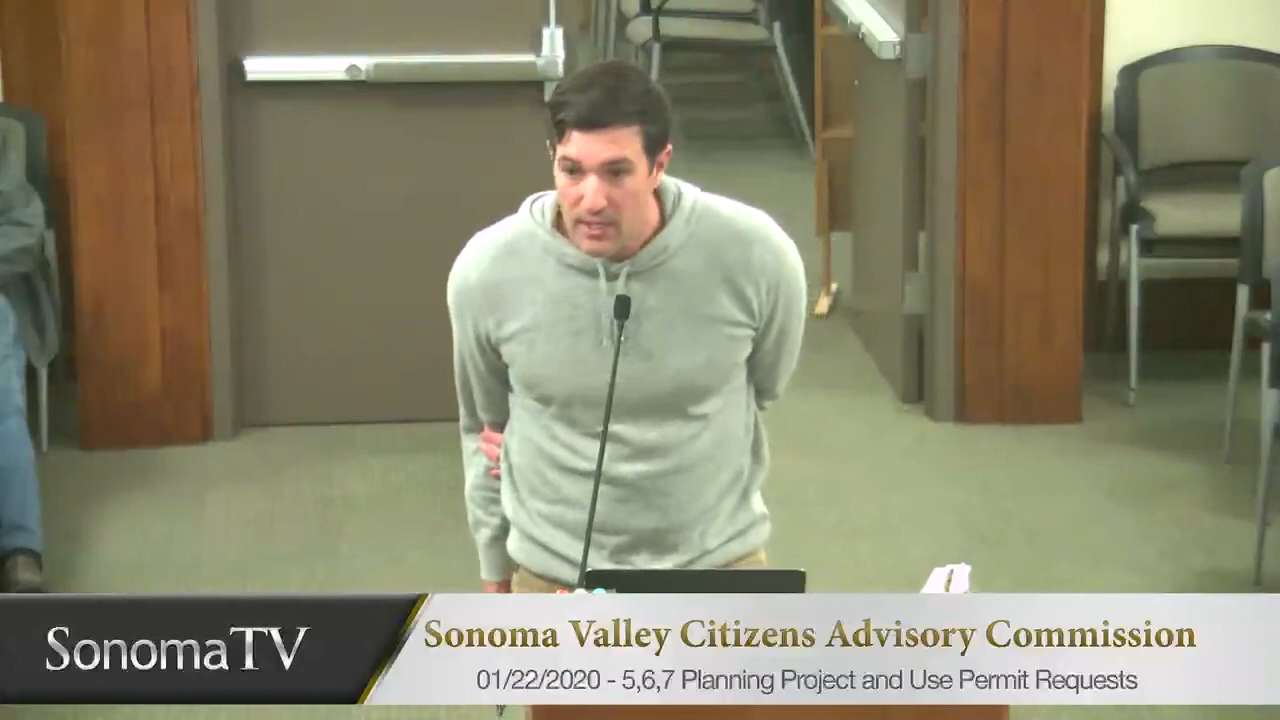 SonomaTV
Sonoma Valley Citizens Advisory Commission
01/22/2020 - 5,6,7 Planning Project and Use Permit Requests